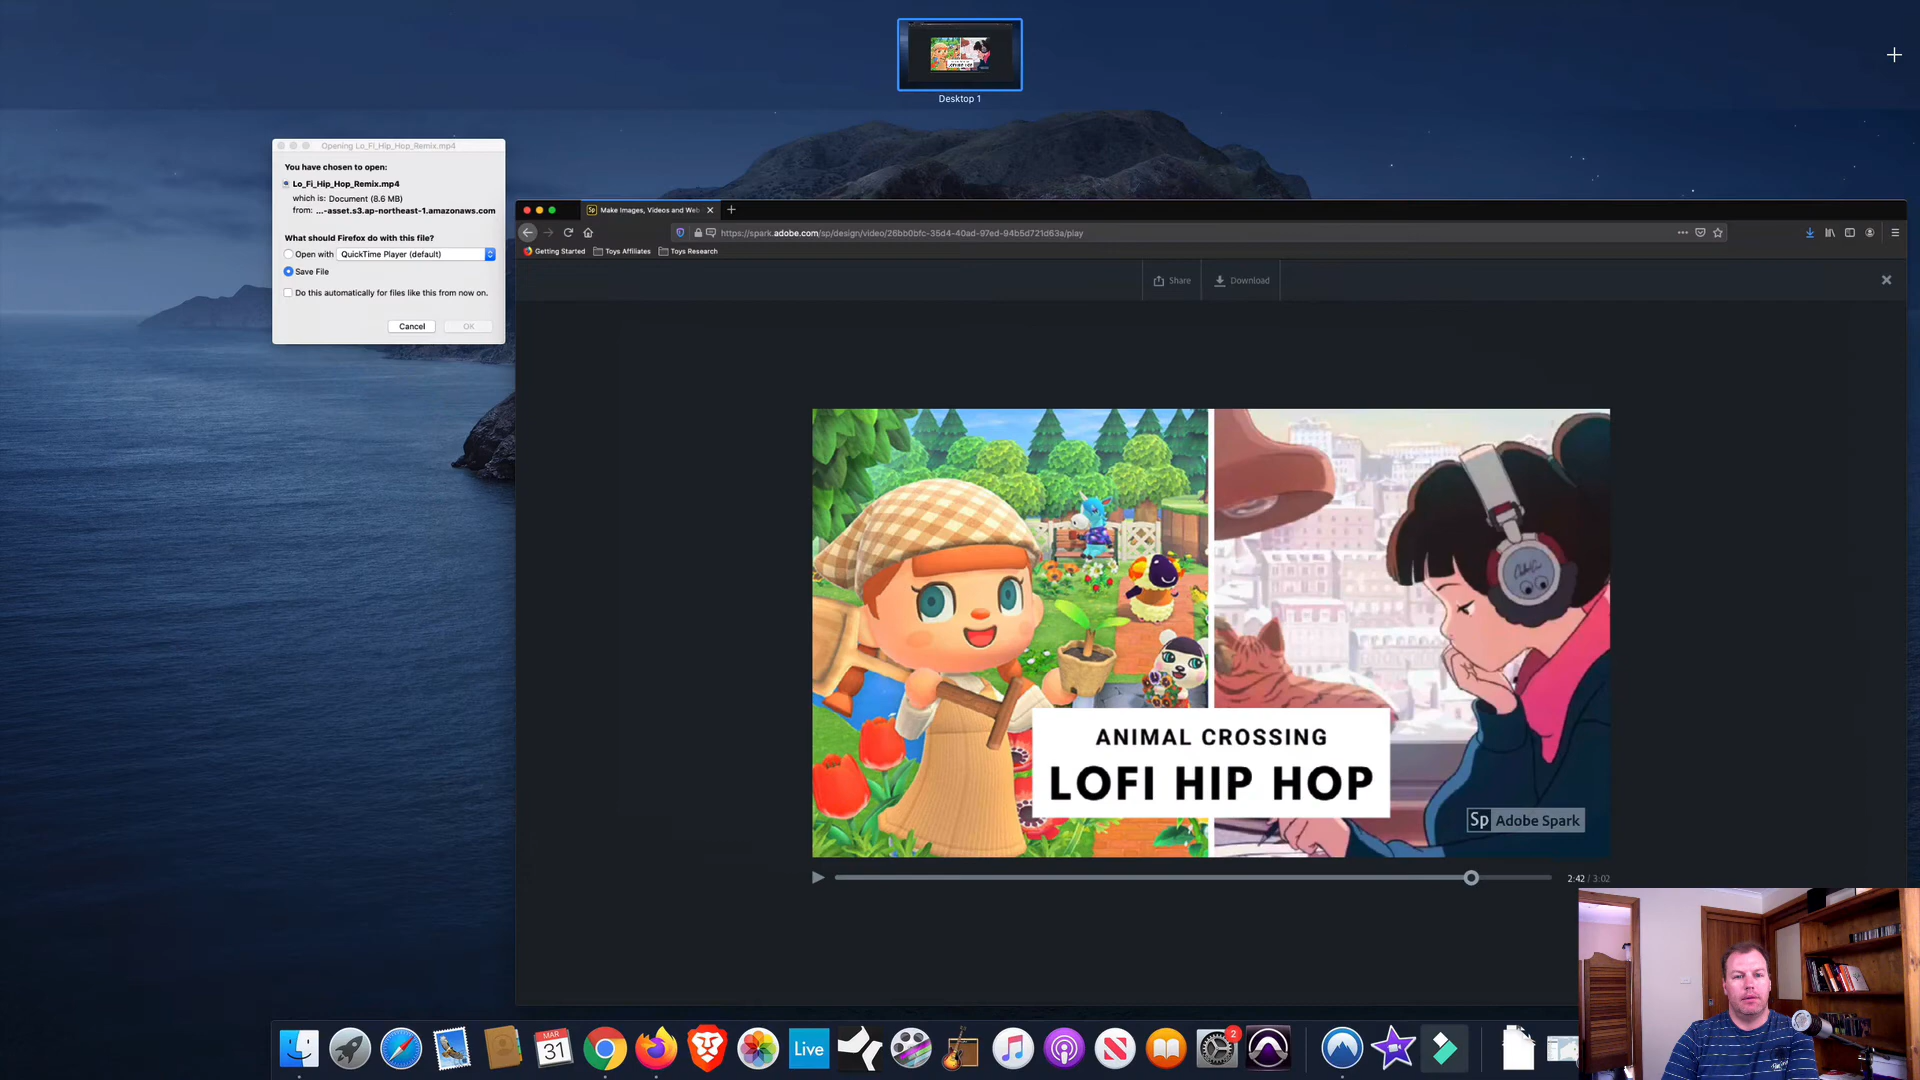 Desktop 1
Opening Lo_Fi_Hip_Hop_Remix.mp4
You have chosen to open:
Lo_Fi_Hip_Hop_Remix.mp4
which is: Document (8.6 MB)
from: ...-asset.s3.ap-northeast-1.amazonaws.com
What should Firefox do with this file?
Open with QuickTime Player (default)
Save File
Do this automatically for files like this from now on.
Cancel OK
Sp Make Images, Videos and Web
https://spark.adobe.com/sp/design/video/26bb0bfc-35d4-40ad-97ed-94b5d721d63a/play
Getting Started Toys Affiliates Toys Research
Share Download
ANIMAL CROSSING
LOFI HIP HOP
Sp Adobe Spark
2:42 / 3:02
MAR
31
Live
2